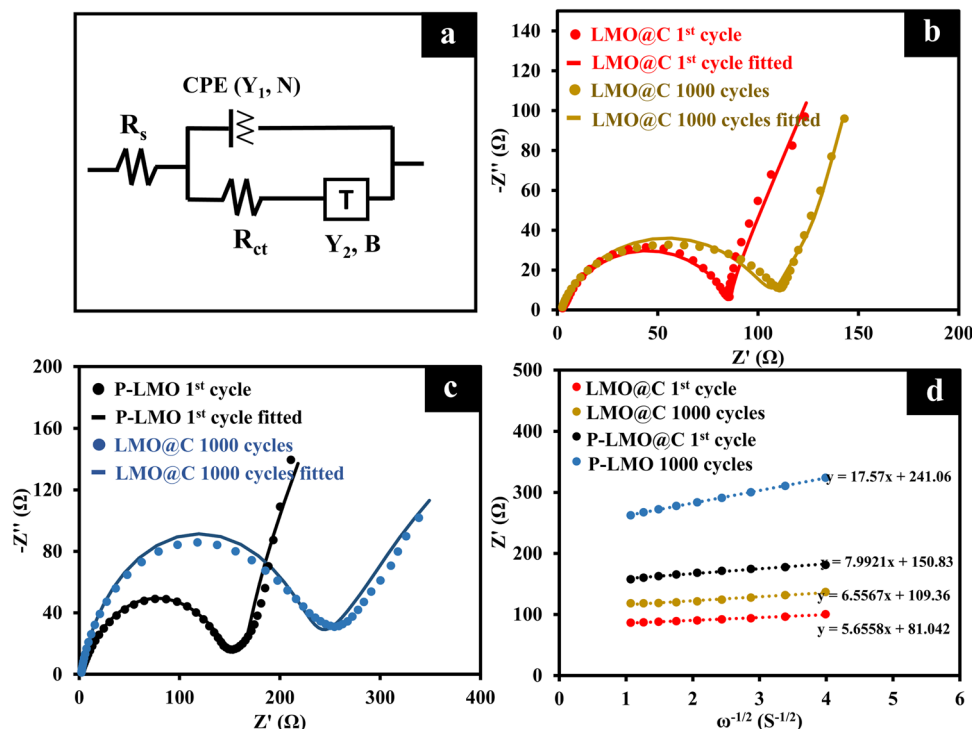 a
CPE (Y₁, N)
Rₛ
R_ct
T
Y₂, B
b
LMO@C 1ˢᵗ cycle
LMO@C 1ˢᵗ cycle fitted
LMO@C 1000 cycles
LMO@C 1000 cycles fitted
-Z'' (Ω)
140
120
100
80
60
40
20
0
0
50
100
150
200
Z' (Ω)
c
P-LMO 1ˢᵗ cycle
P-LMO 1ˢᵗ cycle fitted
LMO@C 1000 cycles
LMO@C 1000 cycles fitted
-Z'' (Ω)
200
160
120
80
40
0
0
100
200
300
400
Z' (Ω)
d
LMO@C 1ˢᵗ cycle
LMO@C 1000 cycles
P-LMO@C 1ˢᵗ cycle
P-LMO 1000 cycles
Z' (Ω)
500
400
300
200
100
0
y = 17.57x + 241.06
y = 7.9921x + 150.83
y = 6.5567x + 109.36
y = 5.6558x + 81.042
0
1
2
3
4
5
6
ω⁻¹/² (S⁻¹/²)